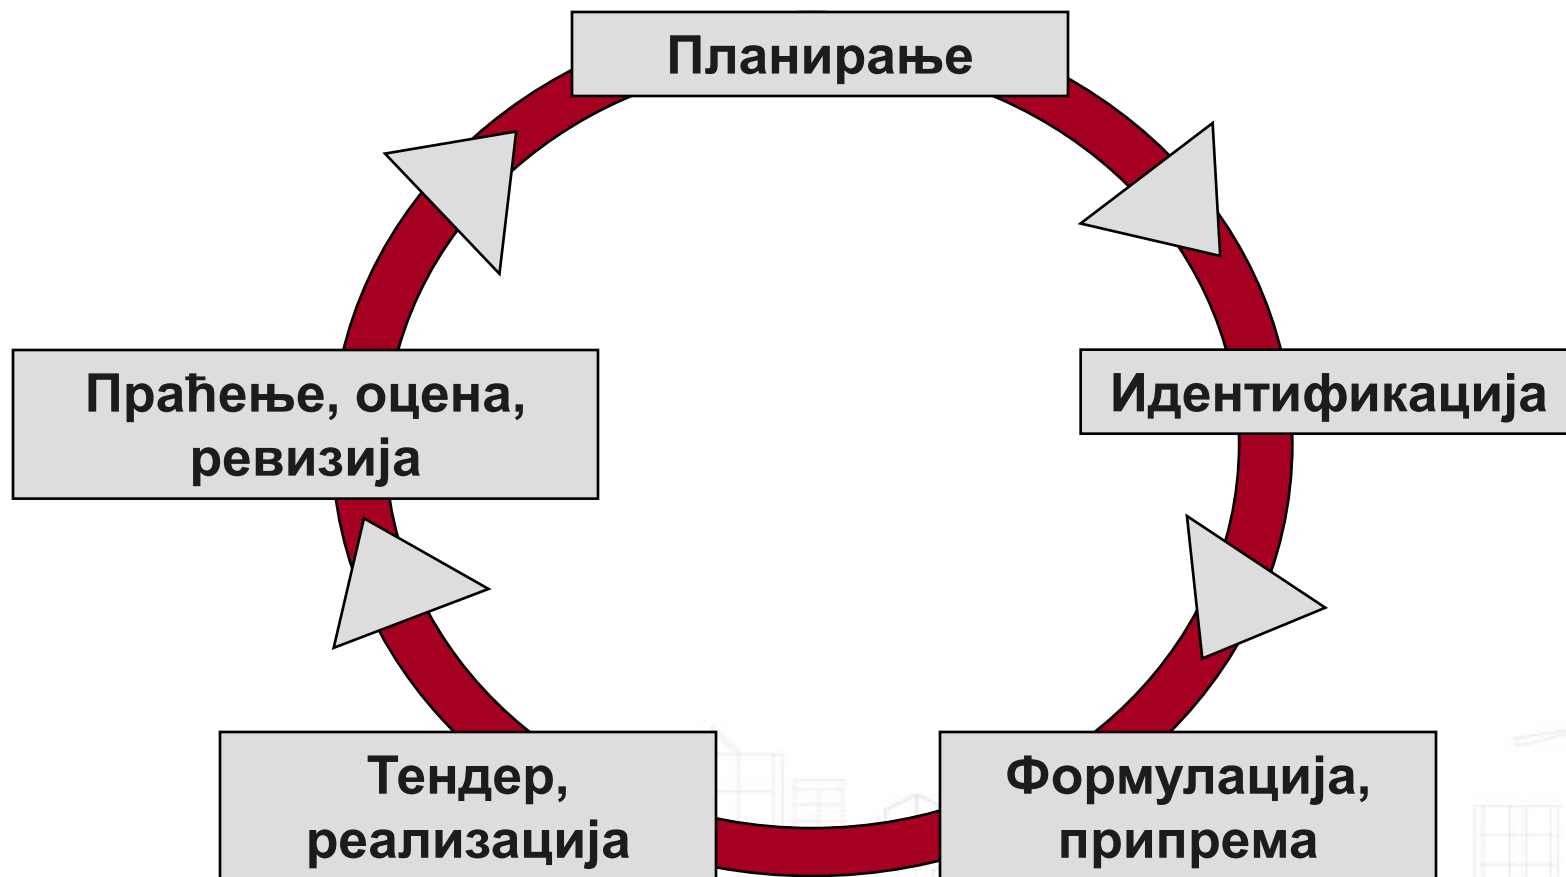 Планирање
Идентификација
Формулација,
припрема
Тендер,
реализација
Праћење, оцена,
ревизија